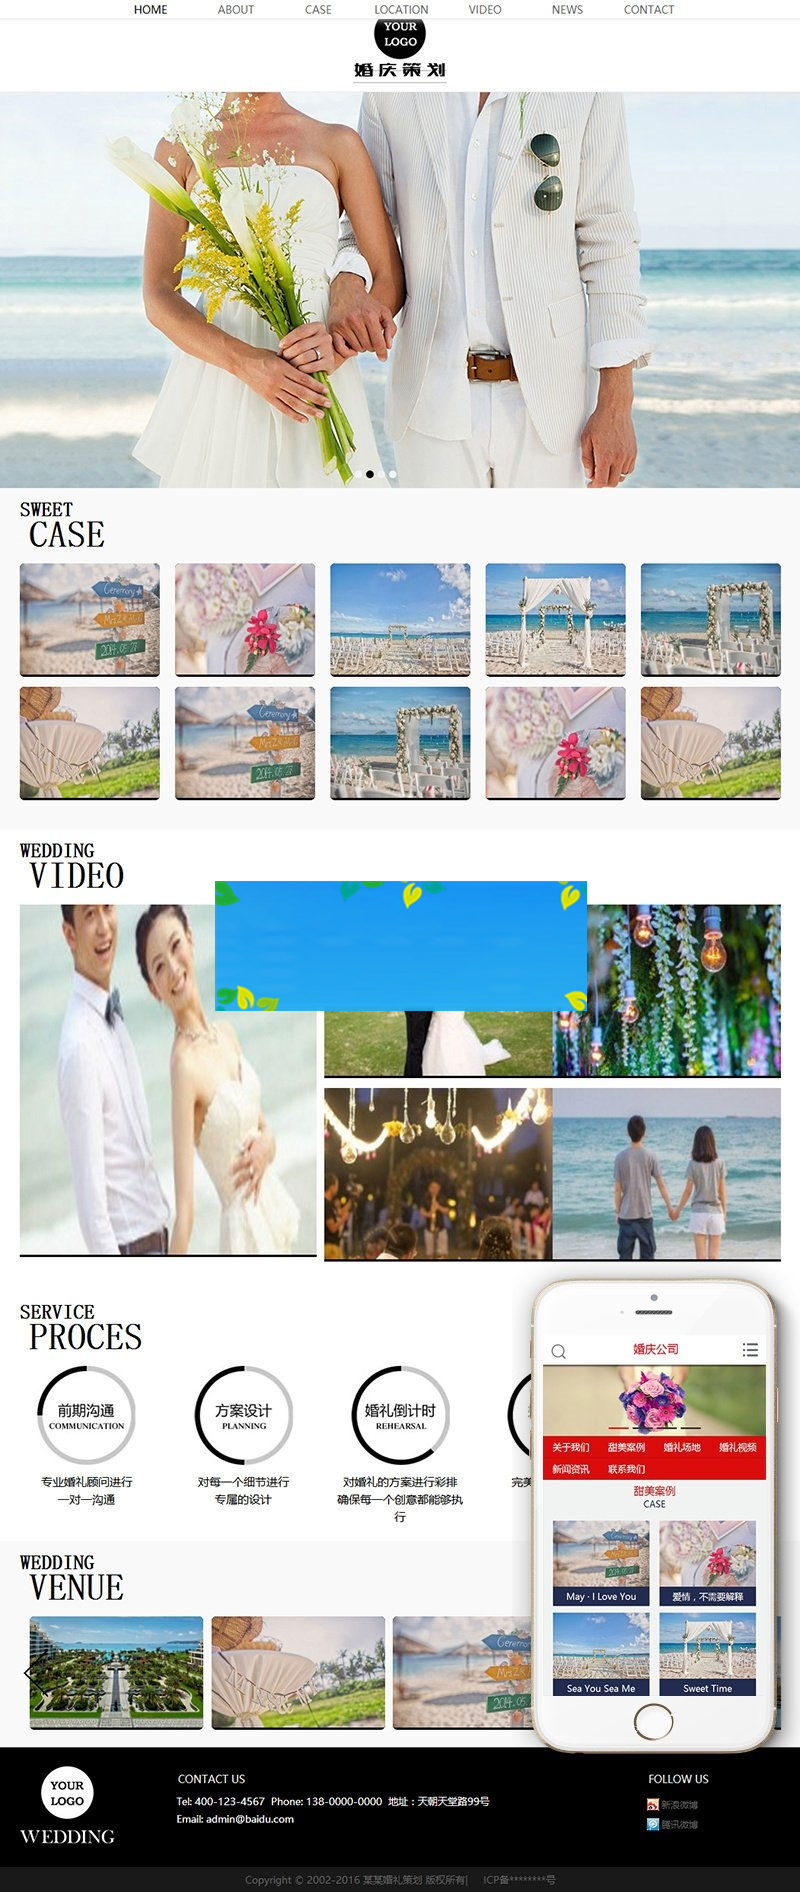 HOME ABOUT CASE LOCATION VIDEO NEWS CONTACT
YOUR
LOGO
婚庆策划
SWEET
CASE
Ceremony
2014.05.27
Ceremony
2014.05.27
WEDDING
VIDEO
SERVICE
PROCES
前期沟通
COMMUNICATION
专业婚礼顾问进行
一对一沟通
方案设计
PLANNING
对每一个细节进行
专属的设计
婚礼倒计时
REHEARSAL
对婚礼的方案进行彩排
确保每一个创意都能够执
行
完美
婚庆公司
关于我们 甜美案例 婚礼场地 婚礼视频
新闻资讯 联系我们
甜美案例
CASE
May · I Love You
爱情，不需要解释
Sea You Sea Me
Sweet Time
WEDDING
VENUE
YOUR
LOGO
WEDDING
CONTACT US
Tel: 400-123-4567 Phone: 138-0000-0000 地址：天朝天堂路99号
Email: admin@baidu.com
FOLLOW US
新浪微博
腾讯微博
Copyright © 2002-2016 某某婚礼策划 版权所有| ICP备********号